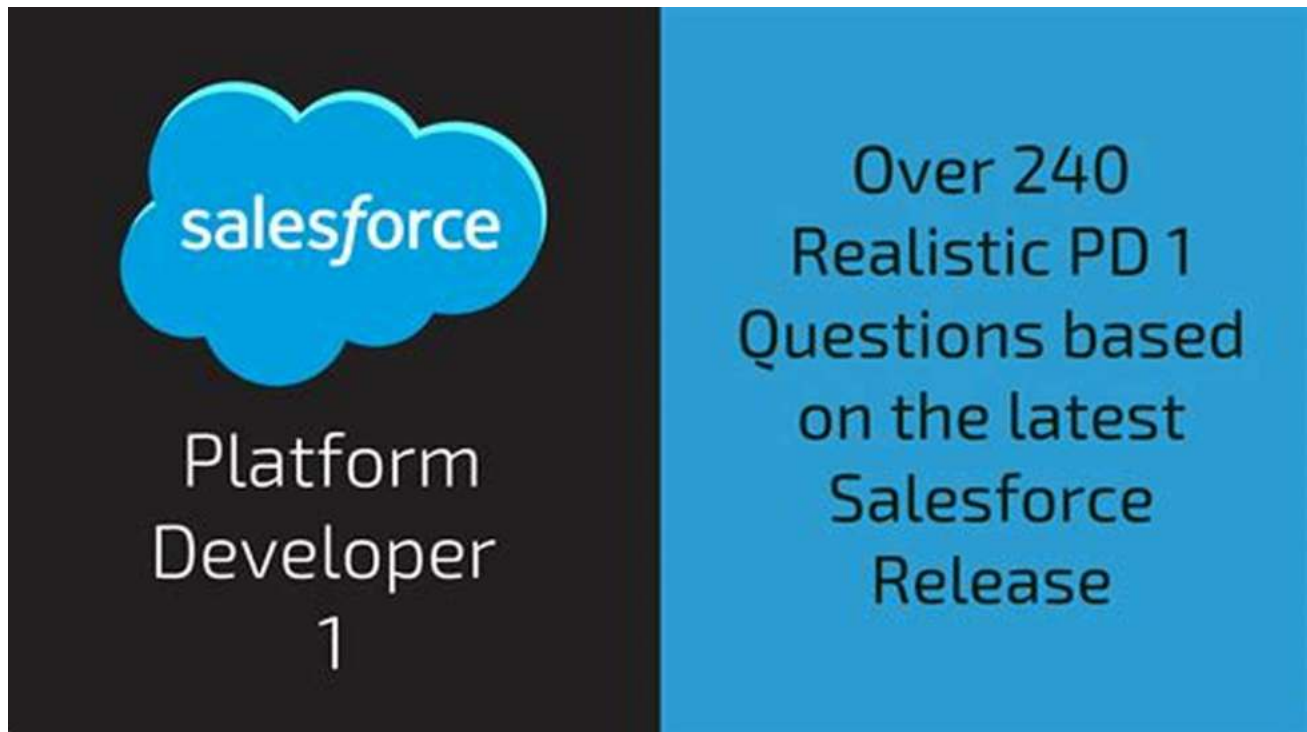 salesforce
Platform
Developer
1
Over 240
Realistic PD 1
Questions based
on the latest
Salesforce
Release